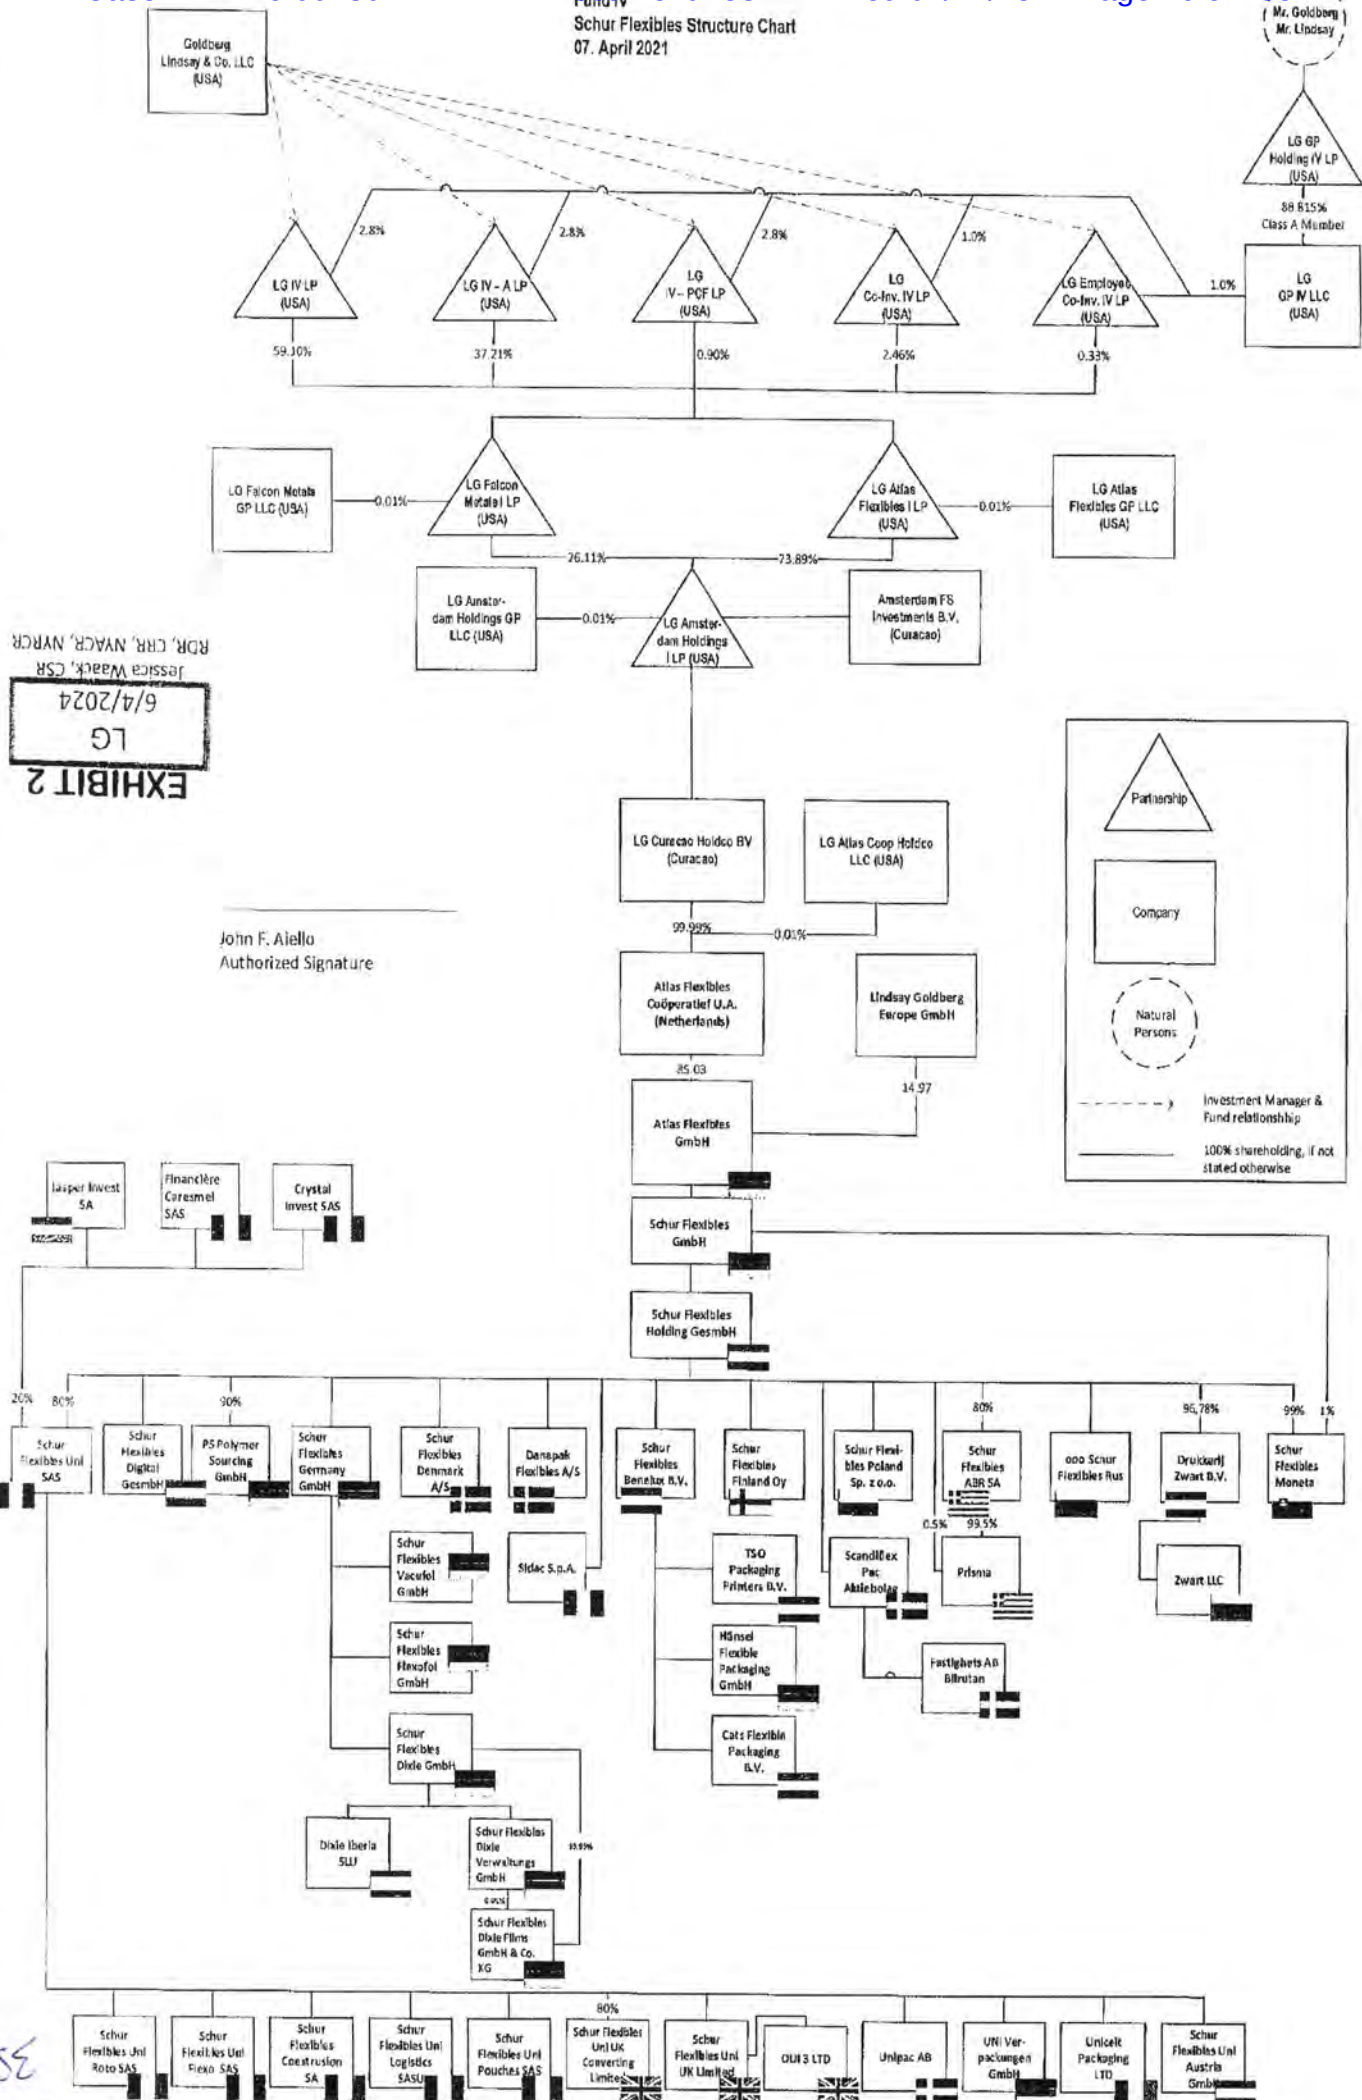 Fund IV
Schur Flexibles Structure Chart
07. April 2021
Goldberg
Lindsay & Co. LLC
(USA)
Mr. Goldberg
Mr. Lindsay
LG GP
Holding IV LP
(USA)
88.815%
Class A Member
LG
GP IV LLC
(USA)
1.0%
2.8%
2.8%
2.8%
1.0%
LG IV LP
(USA)
LG IV – A LP
(USA)
LG
IV – PCF LP
(USA)
LG
Co-Inv. IV LP
(USA)
LG Employee
Co-Inv. IV LP
(USA)
59.10%
37.21%
0.90%
2.46%
0.33%
LG Falcon Metals
GP LLC (USA)
0.01%
LG Falcon
Metals I LP
(USA)
LG Atlas
Flexibles I LP
(USA)
0.01%
LG Atlas
Flexibles GP LLC
(USA)
26.11%
73.89%
LG Amster-
dam Holdings GP
LLC (USA)
0.01%
LG Amster-
dam Holdings
I LP (USA)
Amsterdam FS
Investments B.V.
(Curacao)
EXHIBIT 2
LG
6/4/2024
Jessica Waack, CSR
RDR, CRR, NYACR, NYRCR
Partnership
Company
Natural
Persons
Investment Manager &
Fund relationshhip
100% shareholding, if not
stated otherwise
LG Curacao Holdco BV
(Curacao)
LG Atlas Coop Holdco
LLC (USA)
99.99%
0.01%
John F. Aiello
Authorized Signature
Atlas Flexibles
Coöperatief U.A.
(Netherlands)
Lindsay Goldberg
Europe GmbH
85.03
14.97
Atlas Flexibles
GmbH
Jasper Invest
SA
Financière
Caresmel
SAS
Crystal
Invest SAS
Schur Flexibles
GmbH
Schur Flexibles
Holding GesmbH
20%
80%
90%
80%
96,78%
99%
1%
Schur
Flexibles Uni
SAS
Schur
Flexibles
Digital
GesmbH
PS Polymer
Sourcing
GmbH
Schur
Flexibles
Germany
GmbH
Schur
Flexibles
Denmark
A/S
Danapak
Flexibles A/S
Schur
Flexibles
Benelux B.V.
Schur
Flexibles
Finland Oy
Schur Flexi-
bles Poland
Sp. z o.o.
Schur
Flexibles
ABR SA
ooo Schur
Flexibles Rus
Drukkerij
Zwart B.V.
Schur
Flexibles
Moneta
0.5%
99.5%
Schur
Flexibles
Vacufol
GmbH
Sidac S.p.A.
TSO
Packaging
Printers B.V.
Scandiflex
Pac
Aktiebolag
Prisma
Zwart LLC
Schur
Flexibles
Flexofol
GmbH
Hänsel
Flexible
Packaging
GmbH
Fastighets AB
Bilrutan
Schur
Flexibles
Dixie GmbH
Cats Flexible
Packaging
B.V.
Dixie Iberia
SLU
Schur Flexibles
Dixie
Verwaltungs
GmbH
Schur Flexibles
Dixie Films
GmbH & Co.
KG
80%
Schur
Flexibles Uni
Roto SAS
Schur
Flexibles Uni
Flexo SAS
Schur
Flexibles
Coextrusion
SA
Schur
Flexibles Uni
Logistics
SASU
Schur
Flexibles Uni
Pouches SAS
Schur Flexibles
Uni UK
Converting
Limited
Schur
Flexibles Uni
UK Limited
OUI 3 LTD
Unipac AB
UNI Ver-
packungen
GmbH
Unicelt
Packaging
LTD
Schur
Flexibles Uni
Austria
GmbH